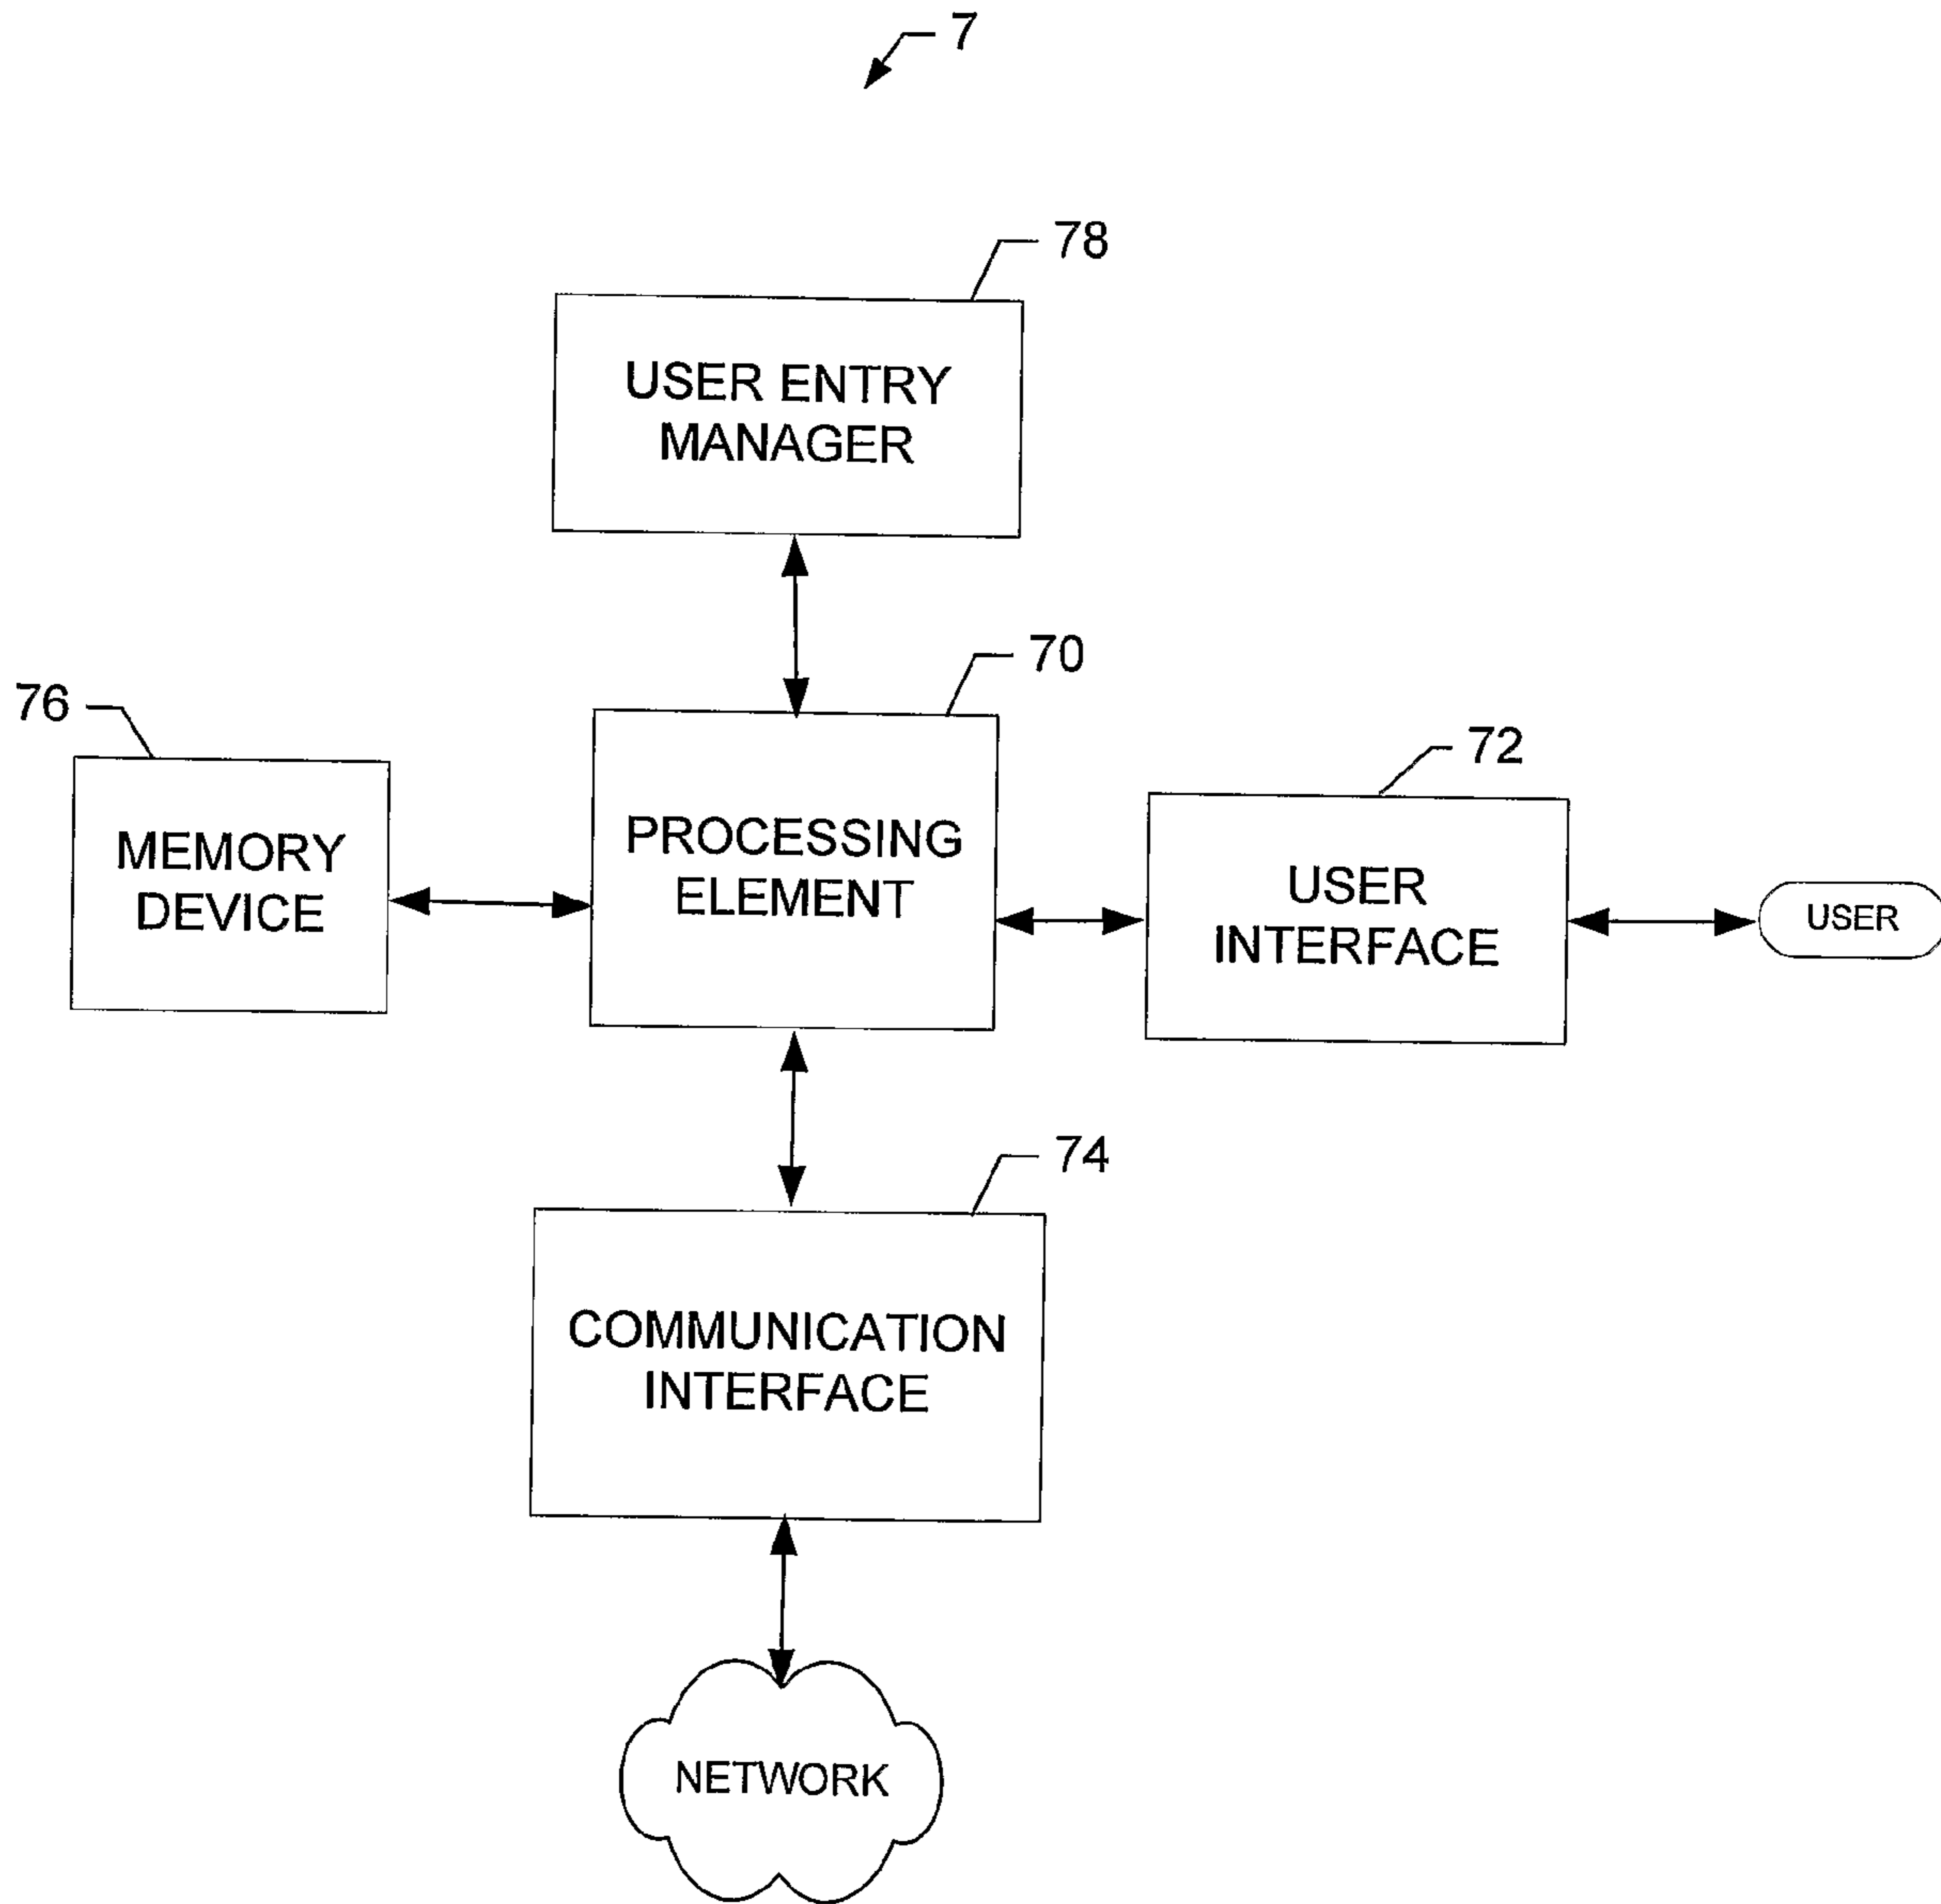 7
78
USER ENTRY
MANAGER
70
76
72
PROCESSING
ELEMENT
MEMORY
DEVICE
USER
INTERFACE
USER
74
COMMUNICATION
INTERFACE
NETWORK